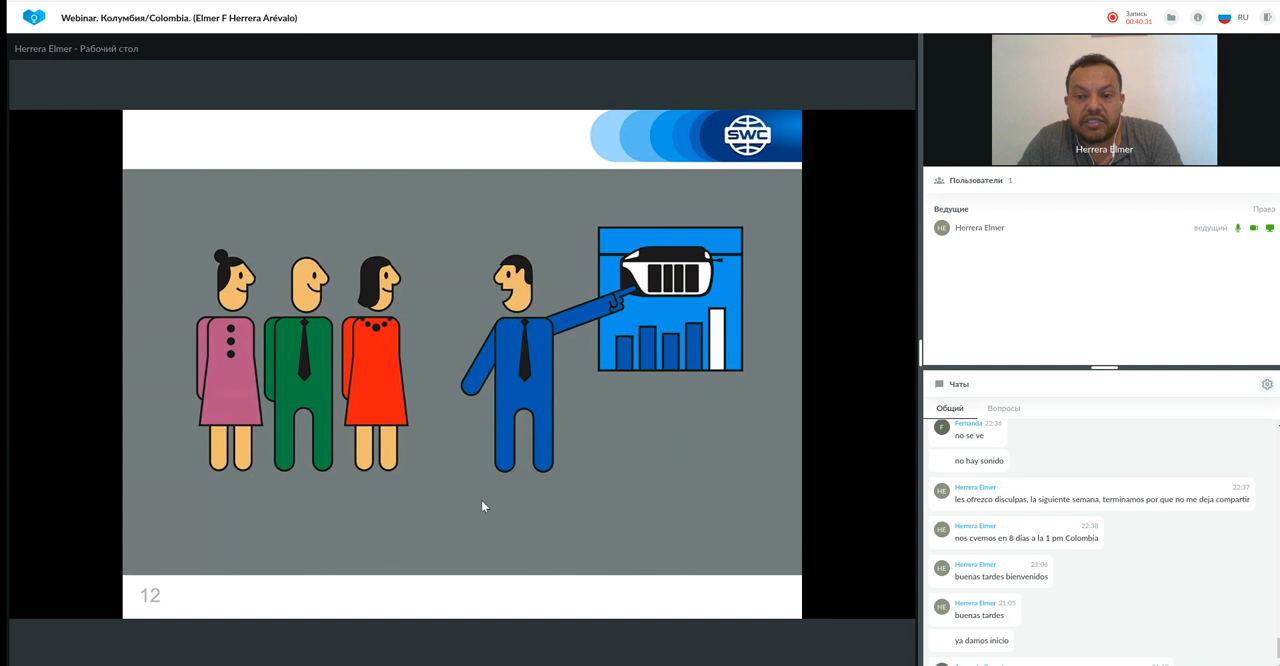 Webinar. Колумбия/Colombia. (Elmer F Herrera Arévalo)
Запись
00:40:31
RU
Herrera Elmer - Рабочий стол
SWC
12
Herrera Elmer
Пользователи 1
Ведущие Права
HE Herrera Elmer ведущий
Чаты
Общий Вопросы
F Fernanda 22:36
no se ve
no hay sonido
HE Herrera Elmer 22:37
les ofrezco disculpas, la siguiente semana, terminamos por que no me deja compartir
HE Herrera Elmer 22:38
nos cvemos en 8 dias a la 1 pm Colombia
HE Herrera Elmer 21:06
buenas tardes bienvenidos
HE Herrera Elmer 21:05
buenas tardes
ya damos inicio